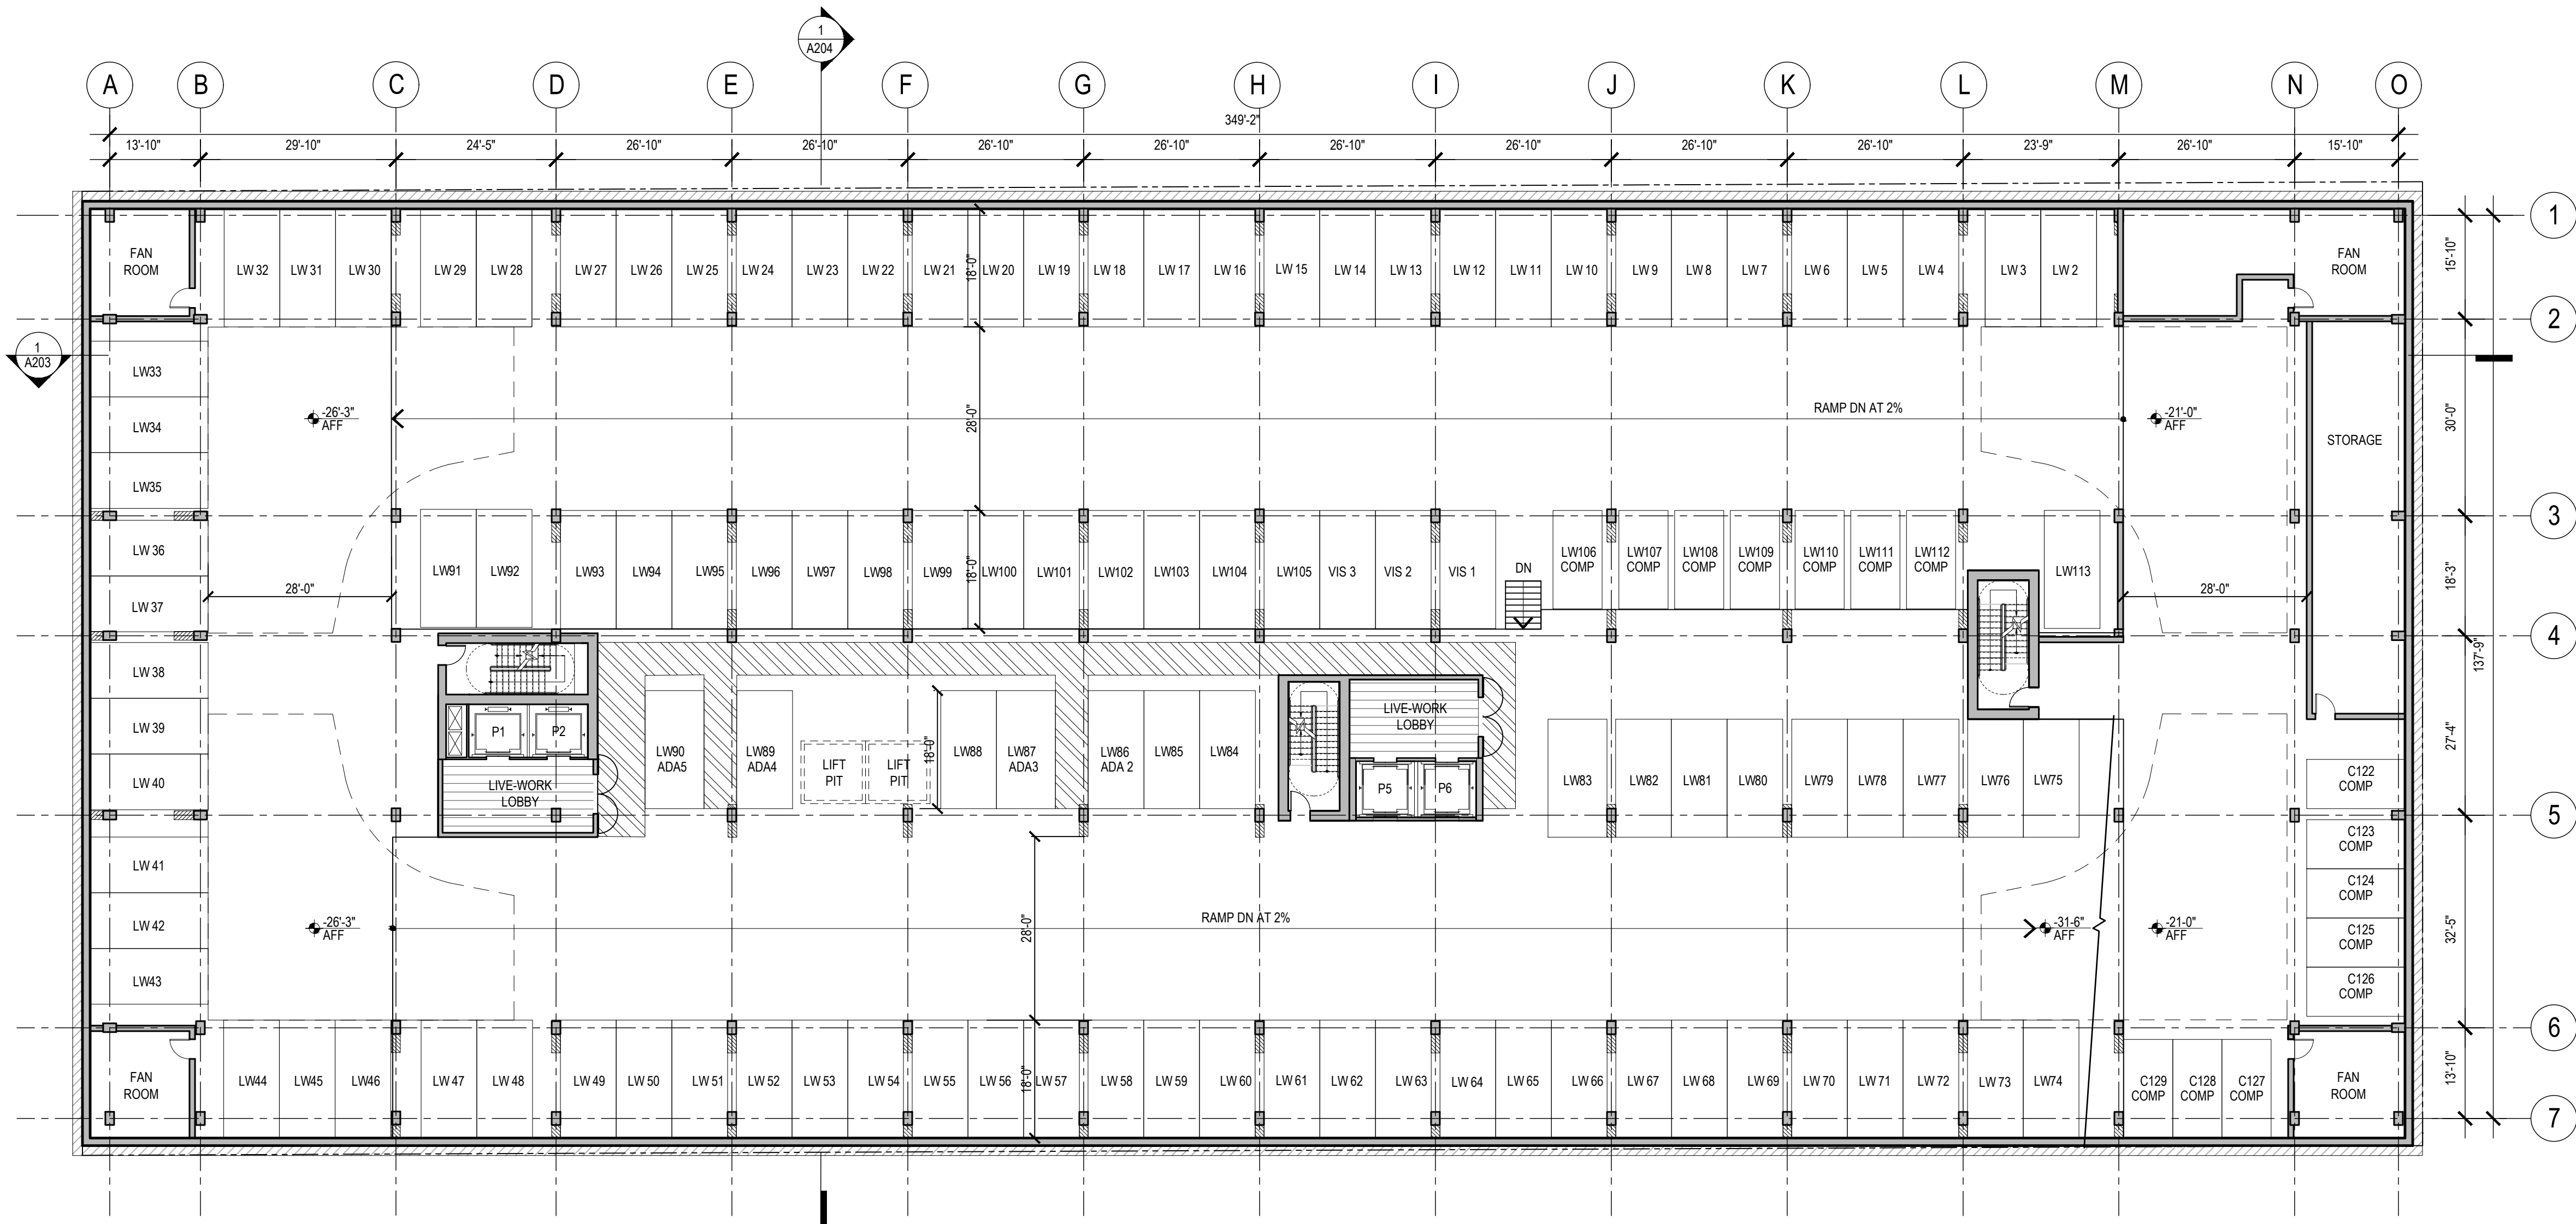 1
A204
A B C D E F G H I J K L M N O
349'-2"
13'-10" 29'-10" 24'-5" 26'-10" 26'-10" 26'-10" 26'-10" 26'-10" 26'-10" 26'-10" 26'-10" 23'-9" 26'-10" 15'-10"
1
FAN
ROOM
LW 32 LW 31 LW 30 LW 29 LW 28 LW 27 LW 26 LW 25 LW 24 LW 23 LW 22 LW 21 LW 20 LW 19 LW 18 LW 17 LW 16 LW 15 LW 14 LW 13 LW 12 LW 11 LW 10 LW 9 LW 8 LW 7 LW 6 LW 5 LW 4 LW 3 LW 2
18'-0"
FAN
ROOM
15'-10"
2
1
A203
LW33
LW34
LW35
-26'-3"
AFF
28'-0"
RAMP DN AT 2%
-21'-0"
AFF
STORAGE
30'-0"
3
LW 36
LW 37
28'-0"
LW91 LW92 LW93 LW94 LW95 LW96 LW97 LW98 LW99 LW100 LW101 LW102 LW103 LW104 LW105 VIS 3 VIS 2 VIS 1
18'-0"
DN
LW106
COMP
LW107
COMP
LW108
COMP
LW109
COMP
LW110
COMP
LW111
COMP
LW112
COMP
LW113
28'-0"
18'-3"
4
137'-9"
LW 38
LW 39
LW 40
P1 P2
LIVE-WORK
LOBBY
LW90
ADA5
LW89
ADA4
LIFT
PIT
LIFT
PIT
18'-0"
LW88
LW87
ADA3
LW86
ADA 2
LW85 LW84
LIVE-WORK
LOBBY
P5 P6
LW83 LW82 LW81 LW80 LW79 LW78 LW77 LW76 LW75
C122
COMP
27'-4"
5
C123
COMP
C124
COMP
C125
COMP
C126
COMP
LW 41
LW 42
LW43
-26'-3"
AFF
28'-0"
RAMP DN AT 2%
-31-6"
AFF
-21-0"
AFF
32'-5"
6
FAN
ROOM
LW44 LW45 LW46 LW 47 LW 48 LW 49 LW 50 LW 51 LW 52 LW 53 LW 54 LW 55 LW 56 LW 57 LW 58 LW 59 LW 60 LW 61 LW 62 LW 63 LW 64 LW 65 LW 66 LW 67 LW 68 LW 69 LW 70 LW 71 LW 72 LW 73 LW74
18'-0"
C129
COMP
C128
COMP
C127
COMP
FAN
ROOM
13'-10"
7